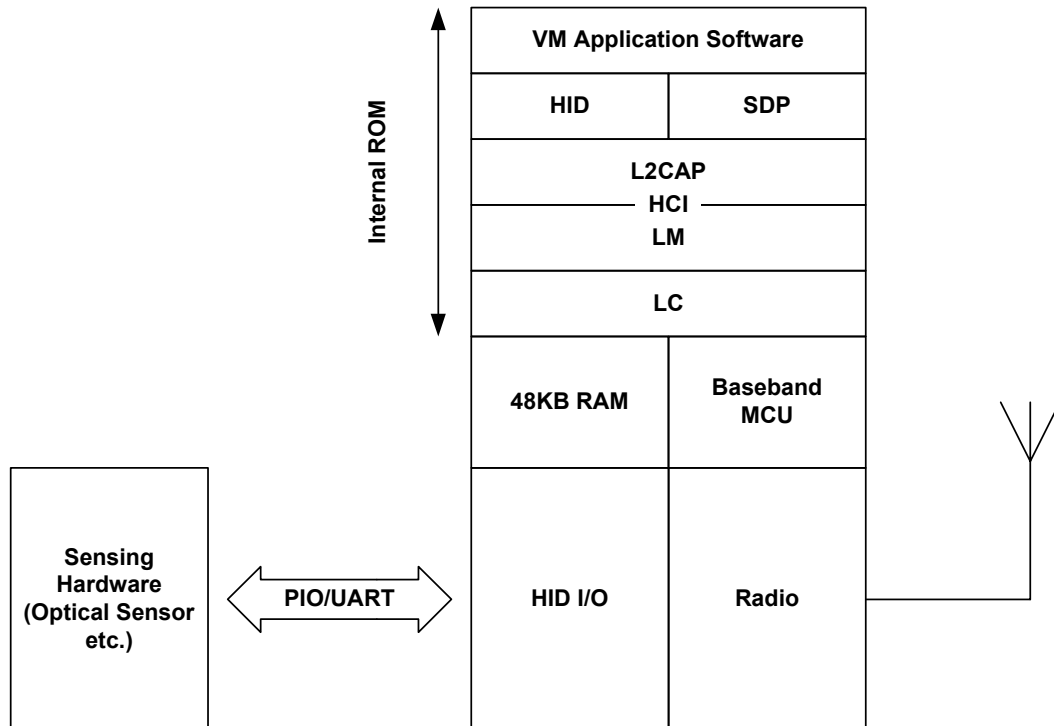 VM Application Software
HID
SDP
Internal ROM
L2CAP
HCI
LM
LC
48KB RAM
Baseband
MCU
Sensing
Hardware
(Optical Sensor
etc.)
PIO/UART
HID I/O
Radio